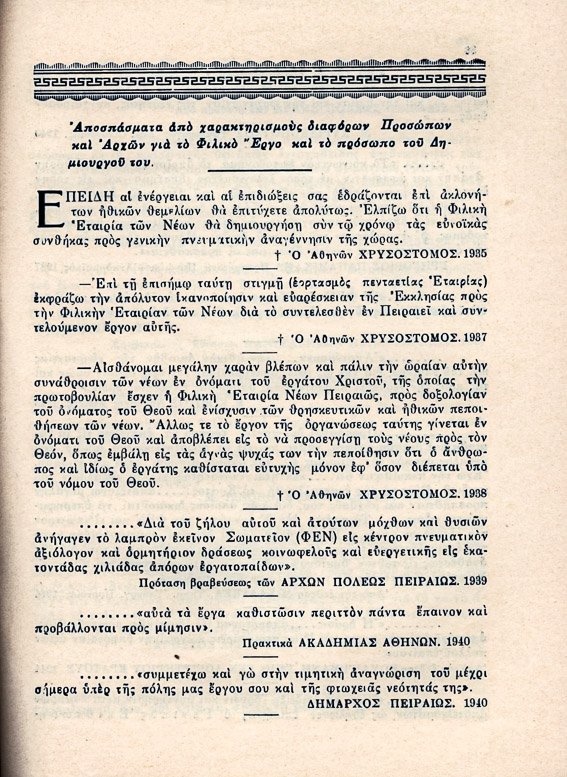 Ἀποσπάσματα ἀπὸ χαρακτηρισμοὺς διαφόρων Προσώπων
καὶ Ἀρχῶν γιὰ τὸ Φιλικὸ Ἔργο καὶ τὸ πρόσωπο τοῦ Δη-
μιουργοῦ του.
ΕΠΕΙΔΗ αἱ ἐνέργειαι καὶ αἱ ἐπιδιώξεις σας ἑδράζονται ἐπὶ ἀκλονή-
των ἠθικῶν θεμελίων θὰ ἐπιτύχετε ἀπολύτως. Ἐλπίζω ὅτι ἡ Φιλικὴ
Ἑταιρία τῶν Νέων θὰ δημιουργήση σὺν τῷ χρόνῳ τὰς εὐνοϊκὰς
συνθήκας πρὸς γενικὴν πνευματικὴν ἀναγέννησιν τῆς χώρας.
† Ὁ Ἀθηνῶν ΧΡΥΣΟΣΤΟΜΟΣ. 1935
—Ἐπὶ τῇ ἐπισήμῳ ταύτῃ στιγμῇ (ἑορτασμὸς πενταετίας Ἑταιρίας)
ἐκφράζω τὴν ἀπόλυτον ἱκανοποίησιν καὶ εὐαρέσκειαν τῆς Ἐκκλησίας πρὸς
τὴν Φιλικὴν Ἑταιρίαν τῶν Νέων διὰ τὸ συντελεσθὲν ἐν Πειραιεῖ καὶ συν-
τελούμενον ἔργον αὐτῆς.
† Ὁ Ἀθηνῶν ΧΡΥΣΟΣΤΟΜΟΣ. 1937
—Αἰσθάνομαι μεγάλην χαρὰν βλέπων καὶ πάλιν τὴν ὡραίαν αὐτὴν
συνάθροισιν τῶν νέων ἐν ὀνόματι τοῦ ἐργάτου Χριστοῦ, τῆς ὁποίας τὴν
πρωτοβουλίαν ἔσχεν ἡ Φιλικὴ Ἑταιρία Νέων Πειραιῶς, πρὸς δοξολογίαν
τοῦ ὀνόματος τοῦ Θεοῦ καὶ ἐνίσχυσιν τῶν θρησκευτικῶν καὶ ἠθικῶν πεποι-
θήσεων τῶν νέων. Ἄλλως τε τὸ ἔργον τῆς ὀργανώσεως ταύτης γίνεται ἐν
ὀνόματι τοῦ Θεοῦ καὶ ἀποβλέπει εἰς τὸ νὰ προσεγγίση τοὺς νέους πρὸς τὸν
Θεόν, ὅπως ἐμβάλῃ εἰς τὰς ἁγνὰς ψυχάς των τὴν πεποίθησιν ὅτι ὁ ἄνθρω-
πος καὶ ἰδίως ὁ ἐργάτης καθίσταται εὐτυχὴς μόνον ἐφ' ὅσον διέπεται ὑπὸ
τοῦ νόμου τοῦ Θεοῦ.
† Ὁ Ἀθηνῶν ΧΡΥΣΟΣΤΟΜΟΣ. 1938
........«Διὰ τοῦ ζήλου αὐτοῦ καὶ ἀτούτων μόχθων καὶ θυσιῶν
ἀνήγαγεν τὸ λαμπρὸν ἐκεῖνον Σωματεῖον (ΦΕΝ) εἰς κέντρον πνευματικὸν
ἀξιόλογον καὶ ὁρμητήριον δράσεως κοινωφελοῦς καὶ εὐεργετικῆς εἰς ἑκα-
τοντάδας χιλιάδας ἀπόρων ἐργατοπαίδων».
Πρόταση βραβεύσεως τῶν ΑΡΧΩΝ ΠΟΛΕΩΣ ΠΕΙΡΑΙΩΣ. 1939
........«αὐτὰ τὰ ἔργα καθιστῶσιν περιττὸν πάντα ἔπαινον καὶ
προβάλλονται πρὸς μίμησιν».
Πρακτικὰ ΑΚΑΔΗΜΙΑΣ ΑΘΗΝΩΝ. 1940
........«συμμετέχω καὶ γὼ στὴν τιμητικὴ ἀναγνώριση τοῦ μέχρι
σήμερα ὑπὲρ τῆς πόλης μας ἔργου σου καὶ τῆς φτωχειᾶς νεότητάς της».
ΔΗΜΑΡΧΟΣ ΠΕΙΡΑΙΩΣ. 1940